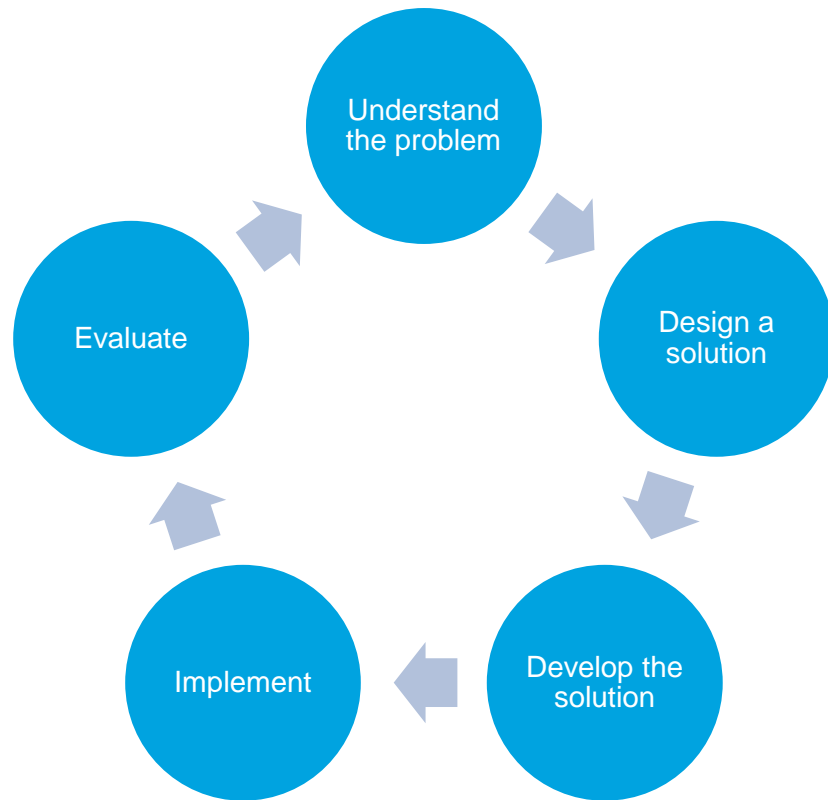 Understand
the problem
Design a
solution
Develop the
solution
Implement
Evaluate